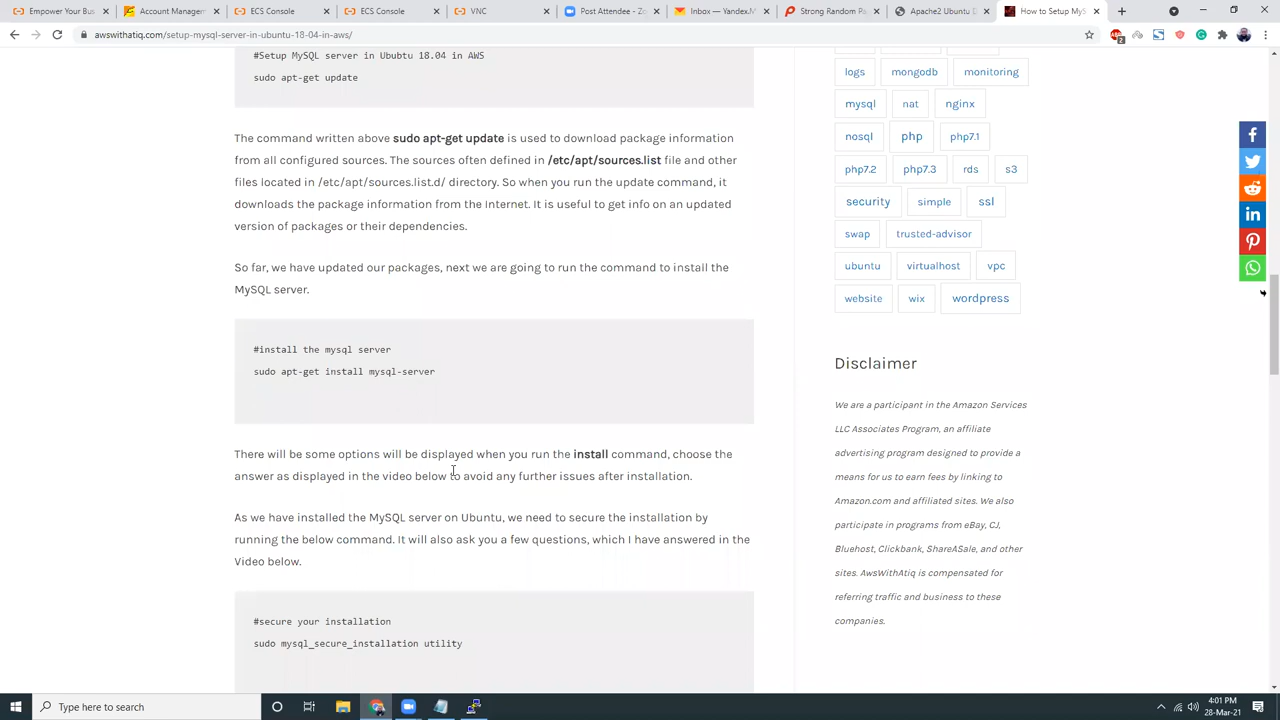 Empower Your Bus
Account Managem
ECS Console
ECS Console
VNC
Post Attendee - Zo
Inbox — Yandex.M
Strong Random Pa
Apache2 Ubuntu D
How to Setup MyS
awswithatiq.com/setup-mysql-server-in-ubuntu-18-04-in-aws/
#Setup MySQL server in Ububtu 18.04 in AWS
sudo apt-get update
The command written above sudo apt-get update is used to download package information
from all configured sources. The sources often defined in /etc/apt/sources.list file and other
files located in /etc/apt/sources.list.d/ directory. So when you run the update command, it
downloads the package information from the Internet. It is useful to get info on an updated
version of packages or their dependencies.
So far, we have updated our packages, next we are going to run the command to install the
MySQL server.
#install the mysql server
sudo apt-get install mysql-server
There will be some options will be displayed when you run the install command, choose the
answer as displayed in the video below to avoid any further issues after installation.
As we have installed the MySQL server on Ubuntu, we need to secure the installation by
running the below command. It will also ask you a few questions, which I have answered in the
Video below.
#secure your installation
sudo mysql_secure_installation utility
logs mongodb monitoring
mysql nat nginx
nosql php php7.1
php7.2 php7.3 rds s3
security simple ssl
swap trusted-advisor
ubuntu virtualhost vpc
website wix wordpress
Disclaimer
We are a participant in the Amazon Services
LLC Associates Program, an affiliate
advertising program designed to provide a
means for us to earn fees by linking to
Amazon.com and affiliated sites. We also
participate in programs from eBay, CJ,
Bluehost, Clickbank, ShareASale, and other
sites. AwsWithAtiq is compensated for
referring traffic and business to these
companies.
Type here to search
4:01 PM
28-Mar-21